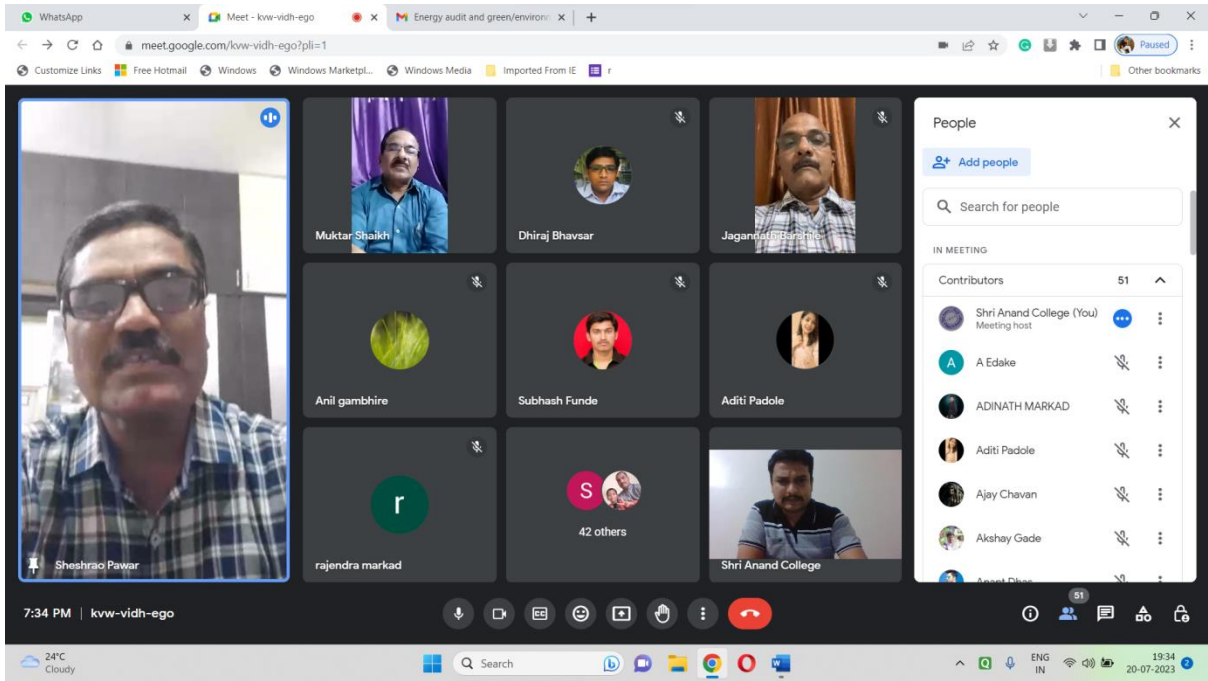 WhatsApp
Meet - kvw-vidh-ego
Energy audit and green/environm
meet.google.com/kvw-vidh-ego?pli=1
Paused
Customize Links
Free Hotmail
Windows
Windows Marketpl...
Windows Media
Imported From IE
r
Other bookmarks
Muktar Shaikh
Dhiraj Bhavsar
Jagannath Barshile
Anil gambhire
Subhash Funde
Aditi Padole
r
S
42 others
Sheshrao Pawar
rajendra markad
Shri Anand College
People
Add people
Search for people
IN MEETING
Contributors 51
Shri Anand College (You)
Meeting host
A
A Edake
ADINATH MARKAD
Aditi Padole
Ajay Chavan
Akshay Gade
Anant Dhas
7:34 PM | kvw-vidh-ego
CC
51
24°C
Cloudy
Search
ENG
IN
19:34
20-07-2023
2